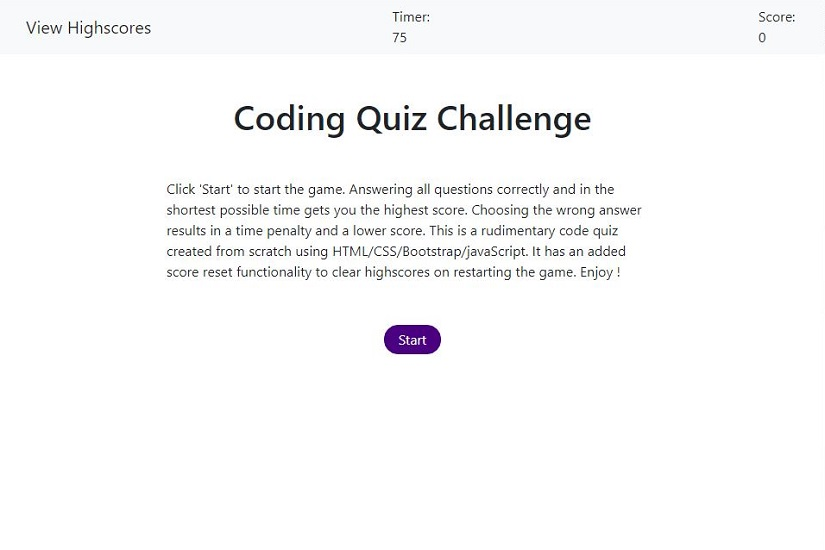 View Highscores
Timer:
75
Score:
0
Coding Quiz Challenge
Click 'Start' to start the game. Answering all questions correctly and in the
shortest possible time gets you the highest score. Choosing the wrong answer
results in a time penalty and a lower score. This is a rudimentary code quiz
created from scratch using HTML/CSS/Bootstrap/javaScript. It has an added
score reset functionality to clear highscores on restarting the game. Enjoy !
Start